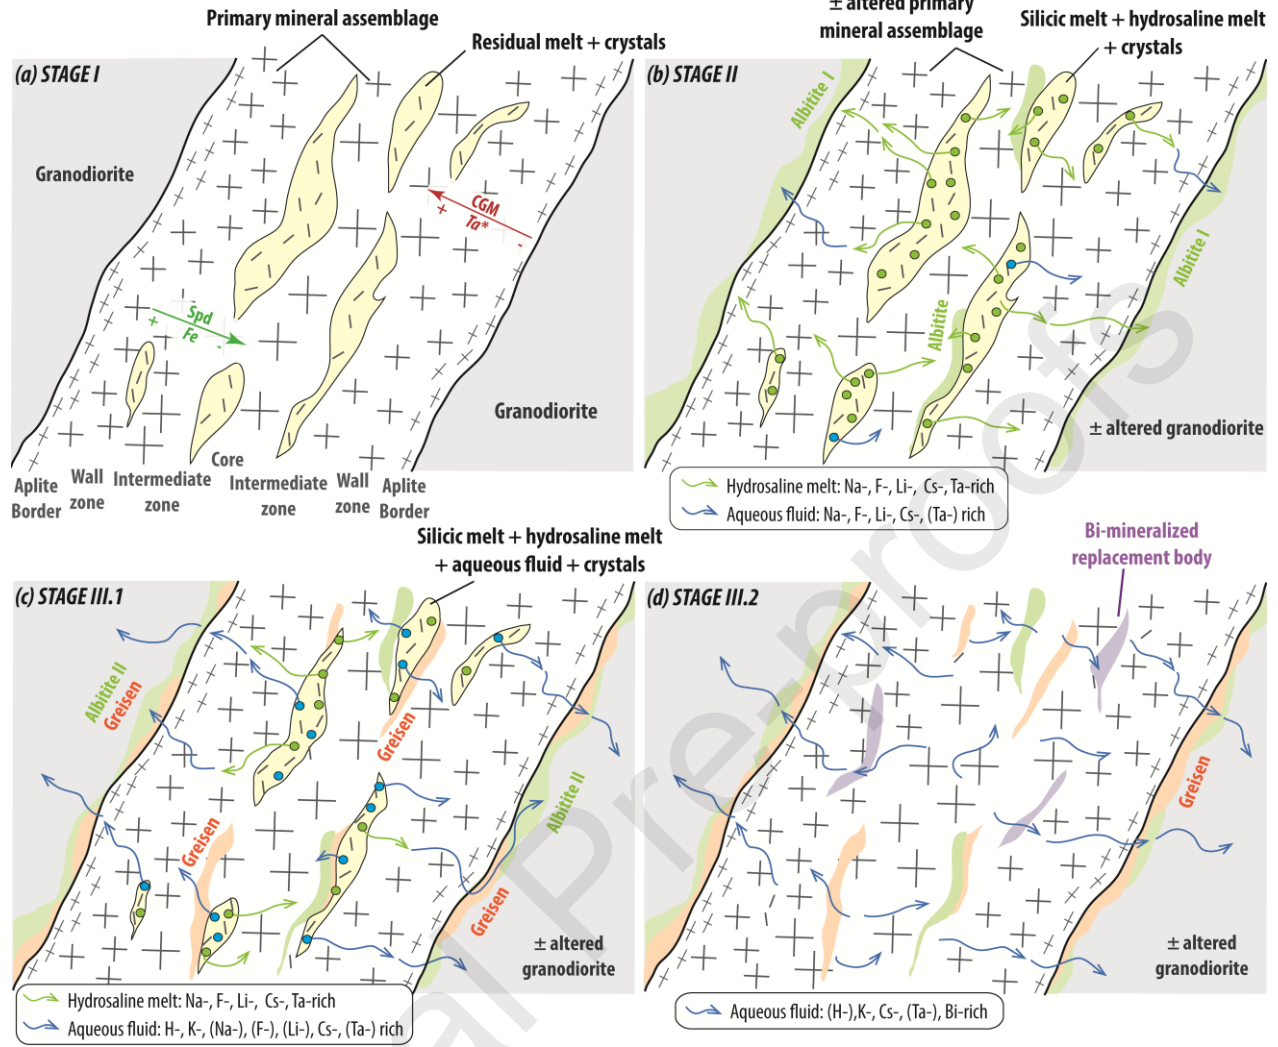 Primary mineral assemblage
Residual melt + crystals
(a) STAGE I
Granodiorite
CGM
+ Ta* -
Spd
+ Fe -
Granodiorite
Aplite
Border
Wall
zone
Intermediate
zone
Core
Intermediate
zone
Wall
zone
Aplite
Border
± altered primary
mineral assemblage
Silicic melt + hydrosaline melt
+ crystals
(b) STAGE II
Albitite I
Albitite I
Albitite
± altered granodiorite
Hydrosaline melt: Na-, F-, Li-, Cs-, Ta-rich
Aqueous fluid: Na-, F-, Li-, Cs-, (Ta-) rich
Silicic melt + hydrosaline melt
+ aqueous fluid + crystals
(c) STAGE III.1
Albitite II
Greisen
Greisen
Greisen
Albitite II
Greisen
± altered
granodiorite
Hydrosaline melt: Na-, F-, Li-, Cs-, Ta-rich
Aqueous fluid: H-, K-, (Na-), (F-), (Li-), Cs-, (Ta-) rich
Bi-mineralized
replacement body
(d) STAGE III.2
Greisen
± altered
granodiorite
Aqueous fluid: (H-),K-, Cs-, (Ta-), Bi-rich
al Pre-proofs